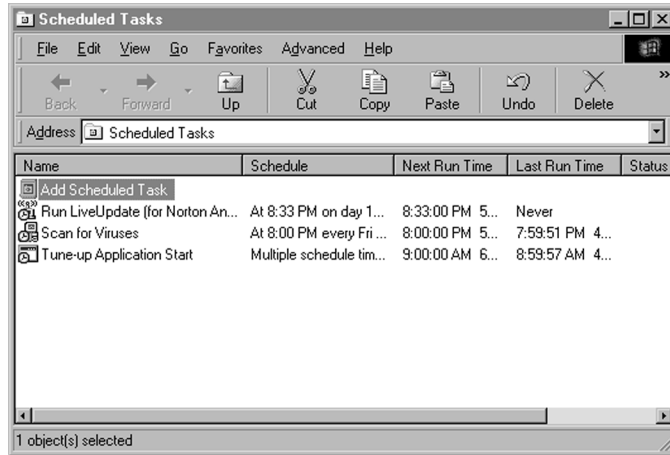 Scheduled Tasks
File Edit View Go Favorites Advanced Help
Back Forward Up Cut Copy Paste Undo Delete »
Address Scheduled Tasks
Name Schedule Next Run Time Last Run Time Status
Add Scheduled Task
Run LiveUpdate (for Norton An... At 8:33 PM on day 1... 8:33:00 PM 5... Never
Scan for Viruses At 8:00 PM every Fri ... 8:00:00 PM 5... 7:59:51 PM 4...
Tune-up Application Start Multiple schedule tim... 9:00:00 AM 6... 8:59:57 AM 4...
1 object(s) selected